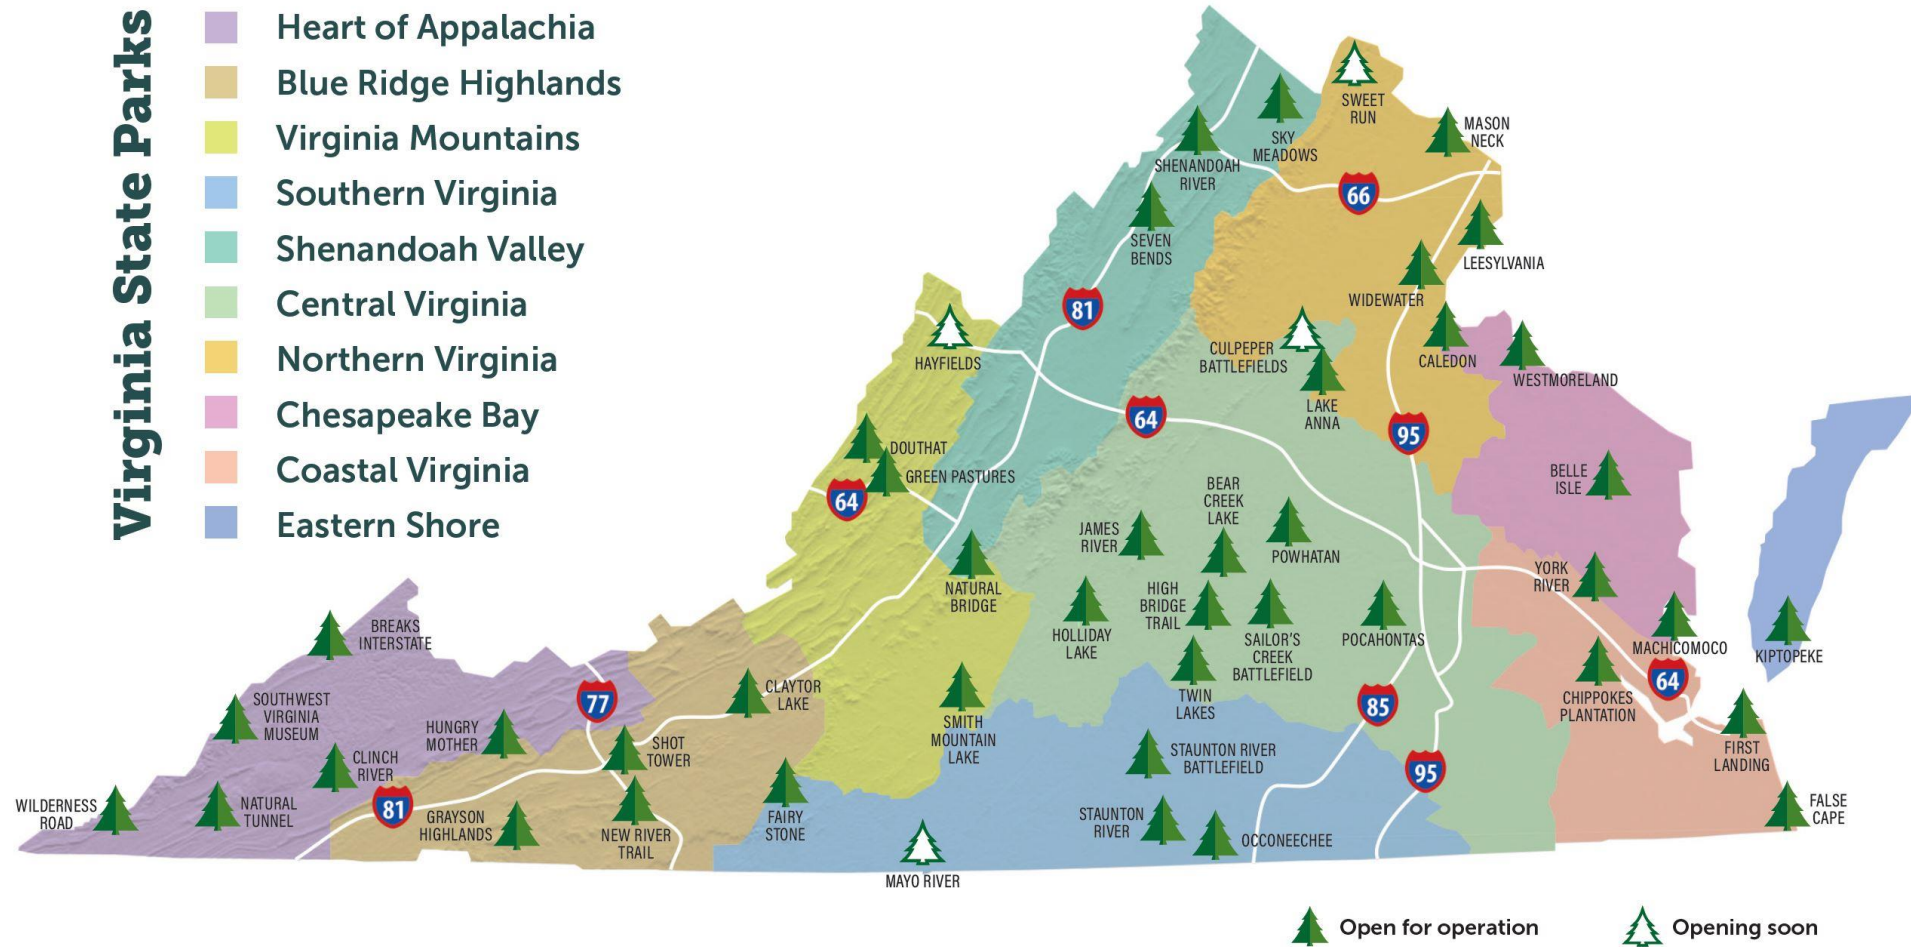 Virginia State Parks
Heart of Appalachia
Blue Ridge Highlands
Virginia Mountains
Southern Virginia
Shenandoah Valley
Central Virginia
Northern Virginia
Chesapeake Bay
Coastal Virginia
Eastern Shore
SWEET
RUN
MASON
NECK
SKY
MEADOWS
SHENANDOAH
RIVER
66
SEVEN
BENDS
LEESYLVANIA
WIDEWATER
81
HAYFIELDS
CULPEPER
BATTLEFIELDS
CALEDON
WESTMORELAND
LAKE
ANNA
64
95
DOUTHAT
GREEN PASTURES
64
BELLE
ISLE
BEAR
CREEK
LAKE
JAMES
RIVER
POWHATAN
NATURAL
BRIDGE
YORK
RIVER
HIGH
BRIDGE
TRAIL
HOLLIDAY
LAKE
SAILOR'S
CREEK
BATTLEFIELD
POCAHONTAS
MACHICOMOCO
KIPTOPEKE
BREAKS
INTERSTATE
77
CLAYTOR
LAKE
SMITH
MOUNTAIN
LAKE
TWIN
LAKES
85
64
CHIPPOKES
PLANTATION
SOUTHWEST
VIRGINIA
MUSEUM
HUNGRY
MOTHER
SHOT
TOWER
STAUNTON RIVER
BATTLEFIELD
95
FIRST
LANDING
CLINCH
RIVER
WILDERNESS
ROAD
NATURAL
TUNNEL
81
GRAYSON
HIGHLANDS
NEW RIVER
TRAIL
FAIRY
STONE
STAUNTON
RIVER
OCCONEECHEE
FALSE
CAPE
MAYO RIVER
Open for operation
Opening soon